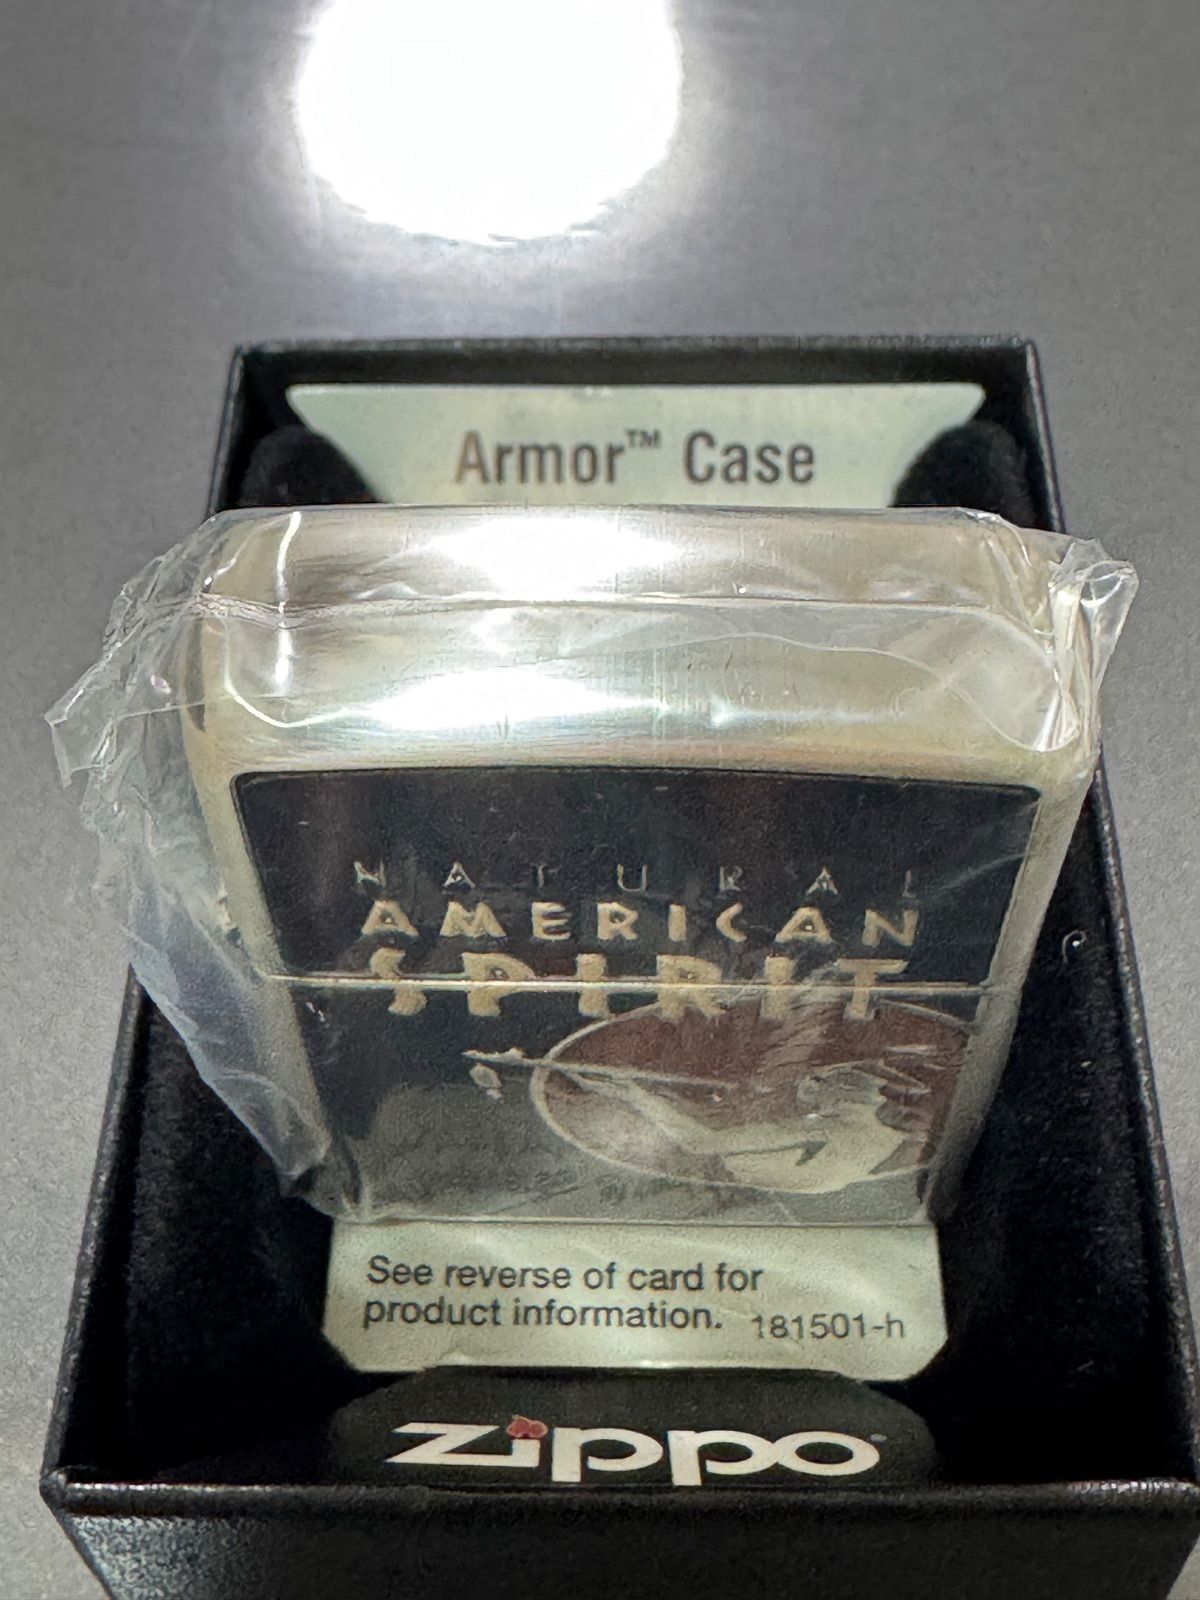 Armor™ Case
NATURAL
AMERICAN
SPIRIT
See reverse of card for
product information. 181501-h
zippo